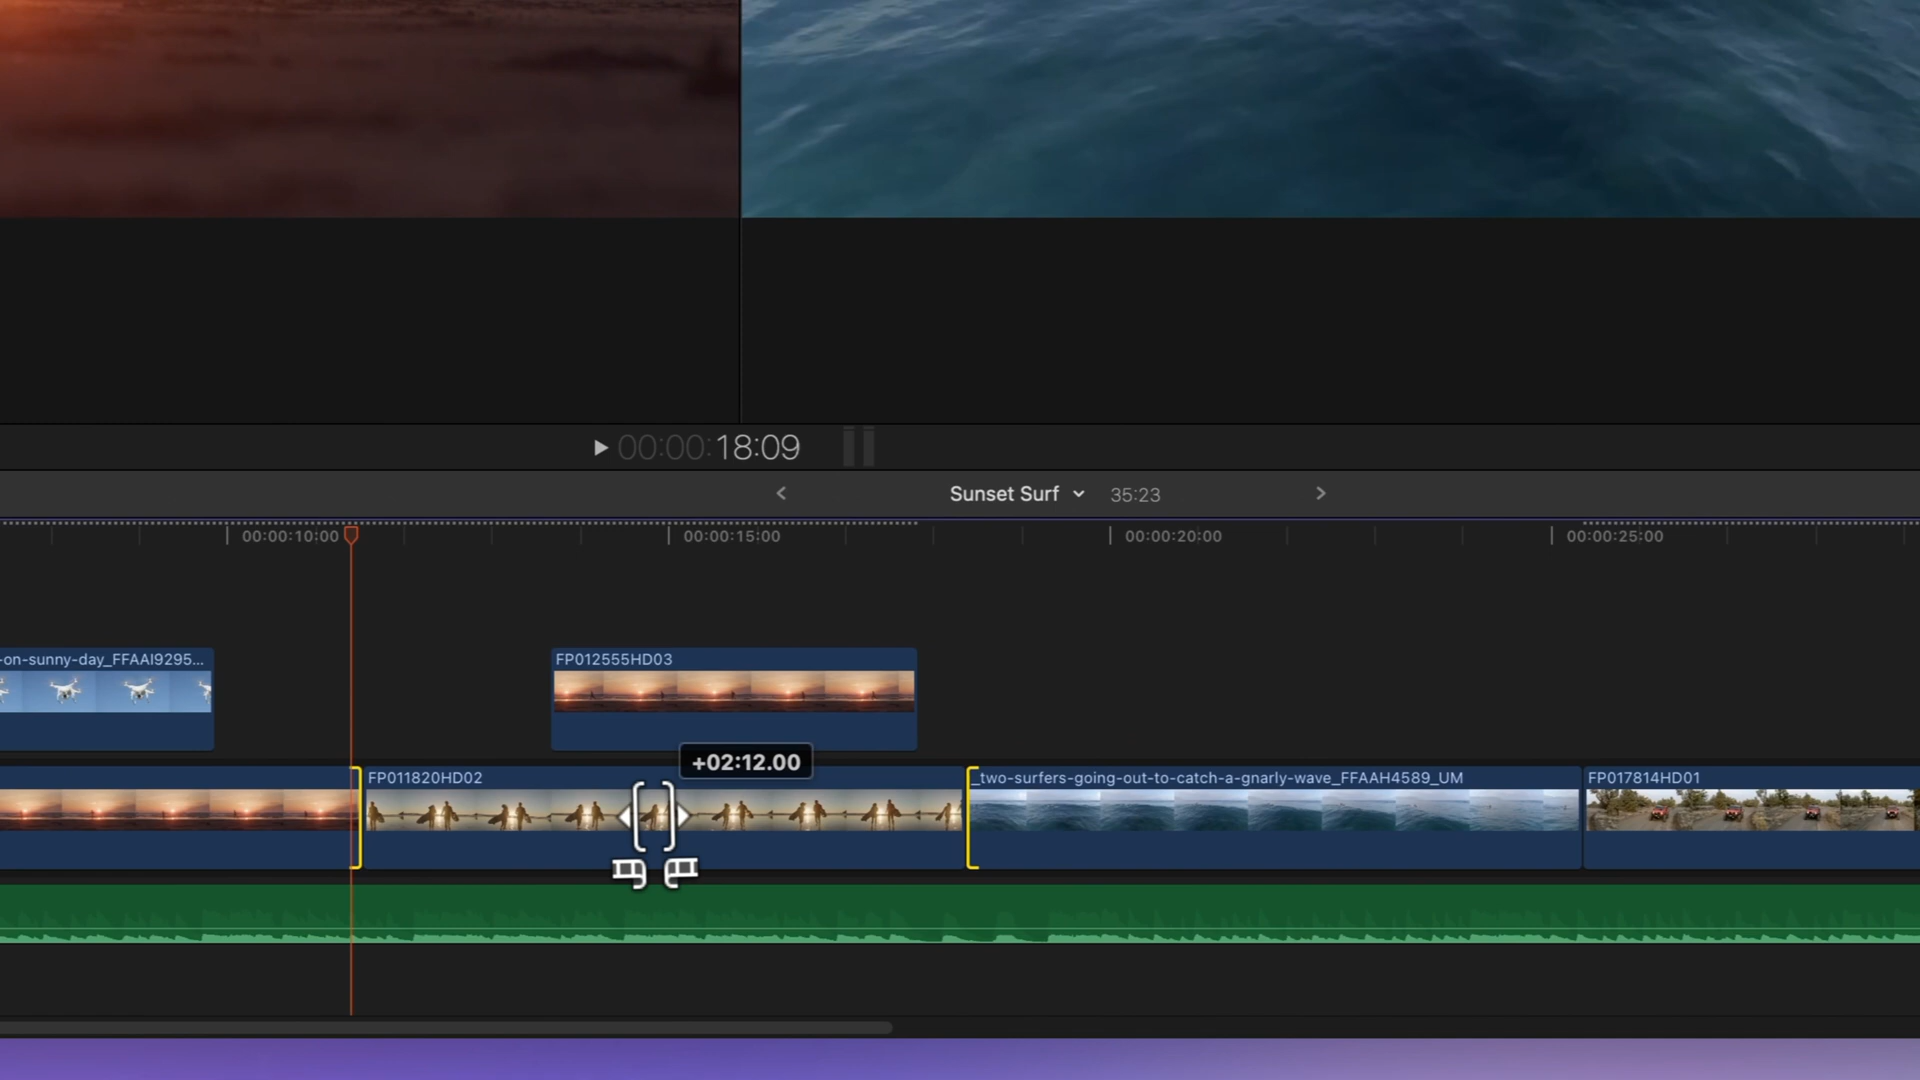 00:00:18:09
Sunset Surf
35:23
00:00:10:00
00:00:15:00
00:00:20:00
00:00:25:00
-on-sunny-day_FFAAI9295...
FP012555HD03
+02:12.00
FP011820HD02
_two-surfers-going-out-to-catch-a-gnarly-wave_FFAAH4589_UM
FP017814HD01